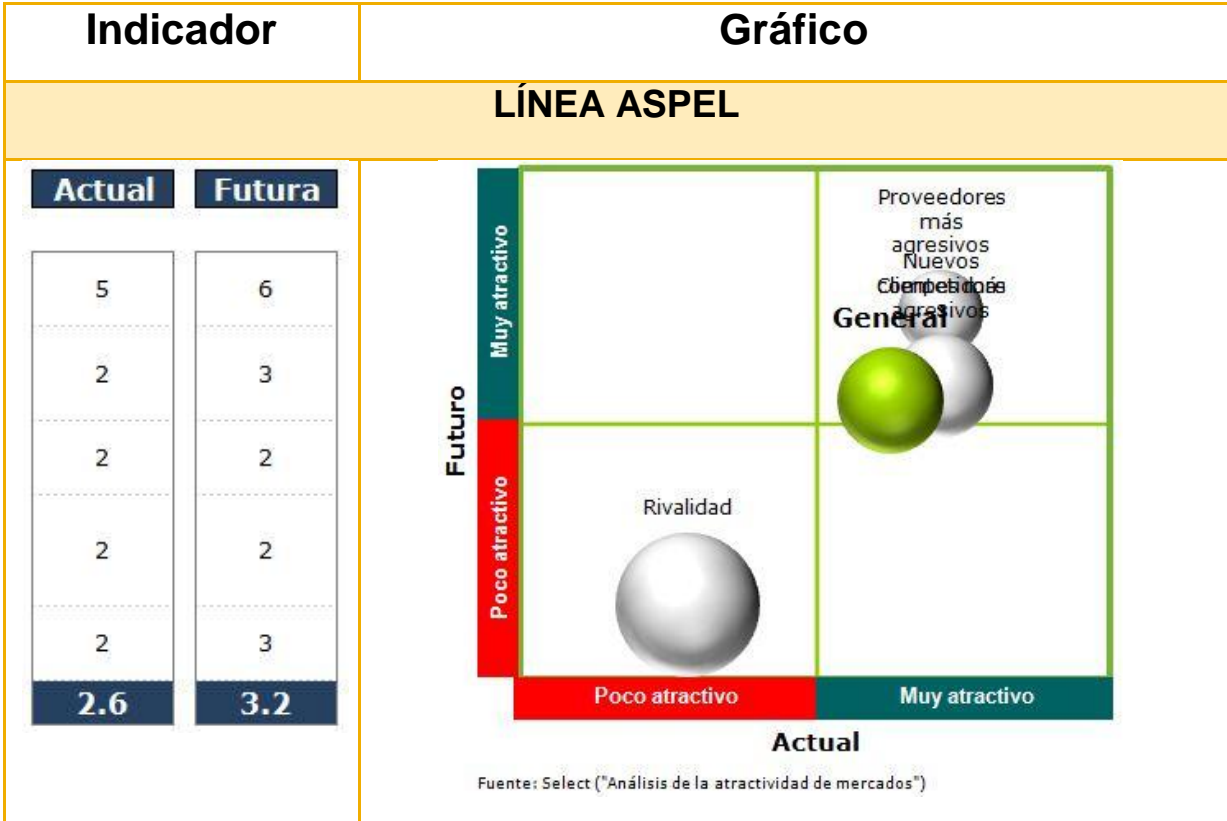 Indicador Gráfico
LÍNEA ASPEL
Actual Futura
5 6
2 3
2 2
2 2
2 3
2.6 3.2
Futuro
Muy atractivo
Poco atractivo
Proveedores
más
agresivos
Nuevos
agresivos
General
Rivalidad
Poco atractivo Muy atractivo
Actual
Fuente: Select ("Análisis de la atractividad de mercados")